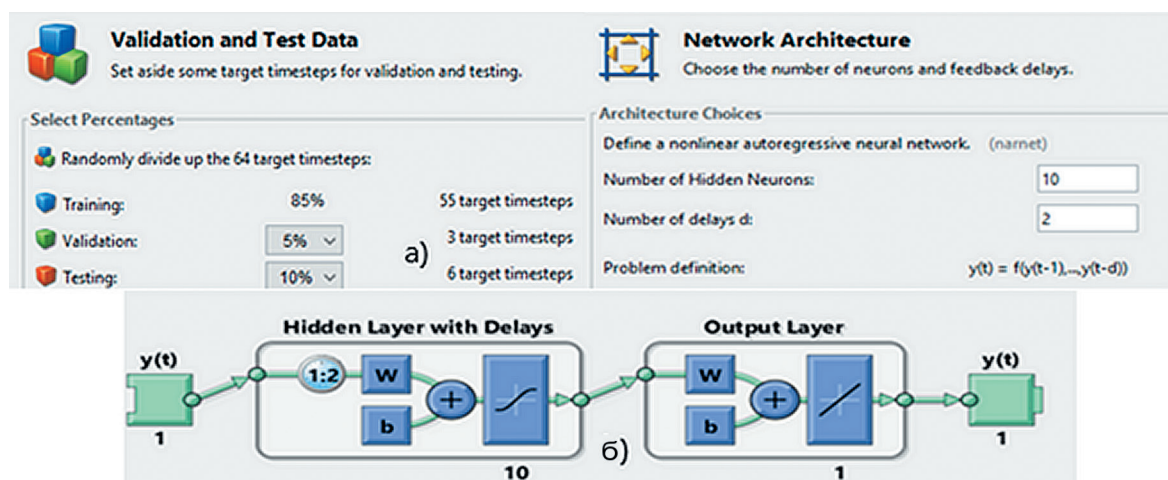 Validation and Test Data
Set aside some target timesteps for validation and testing.
Select Percentages
Randomly divide up the 64 target timesteps:
Training: 85% 55 target timesteps
Validation: 5% 3 target timesteps
Testing: 10% 6 target timesteps
а)
Network Architecture
Choose the number of neurons and feedback delays.
Architecture Choices
Define a nonlinear autoregressive neural network. (narnet)
Number of Hidden Neurons: 10
Number of delays d: 2
Problem definition: y(t) = f(y(t-1),...,y(t-d))
Hidden Layer with Delays
Output Layer
y(t)
1
1:2
W
b
+
10
б)
W
b
+
1
y(t)
1